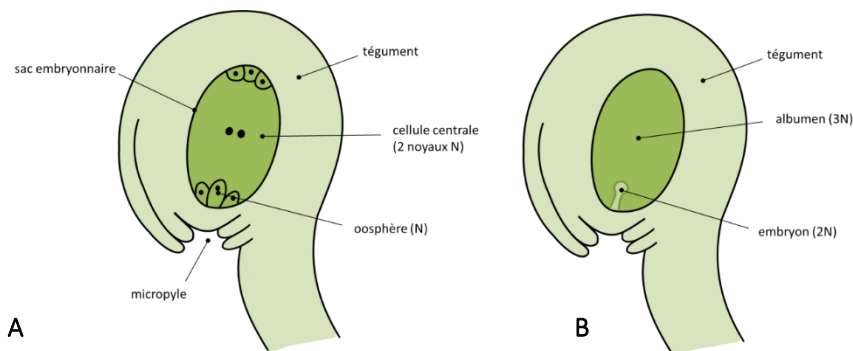 sac embryonnaire
tégument
cellule centrale
(2 noyaux N)
oosphère (N)
micropyle
A
tégument
albumen (3N)
embryon (2N)
B